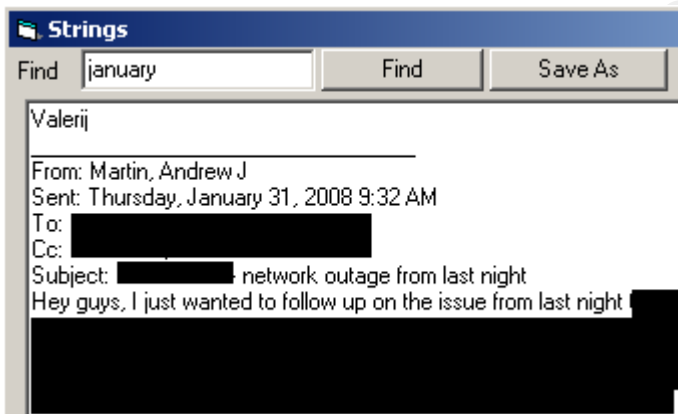 Strings
Find january Find Save As
Valerij
From: Martin, Andrew J
Sent: Thursday, January 31, 2008 9:32 AM
To:
Cc:
Subject: network outage from last night
Hey guys, I just wanted to follow up on the issue from last night